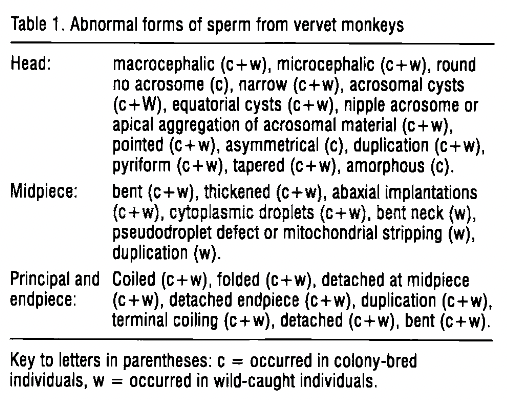 Table 1. Abnormal forms of sperm from vervet monkeys
Head: macrocephalic (c+w), microcephalic (c+w), round
no acrosome (c), narrow (c+w), acrosomal cysts
(c+W), equatorial cysts (c+w), nipple acrosome or
apical aggregation of acrosomal material (c+w),
pointed (c+w), asymmetrical (c), duplication (c+w),
pyriform (c+w), tapered (c+w), amorphous (c).
Midpiece: bent (c+w), thickened (c+w), abaxial implantations
(c+w), cytoplasmic droplets (c+w), bent neck (w),
pseudodroplet defect or mitochondrial stripping (w),
duplication (w).
Principal and Coiled (c+w), folded (c+w), detached at midpiece
endpiece: (c+w), detached endpiece (c+w), duplication (c+w),
terminal coiling (c+w), detached (c+w), bent (c+w).
Key to letters in parentheses: c = occurred in colony-bred
individuals, w = occurred in wild-caught individuals.